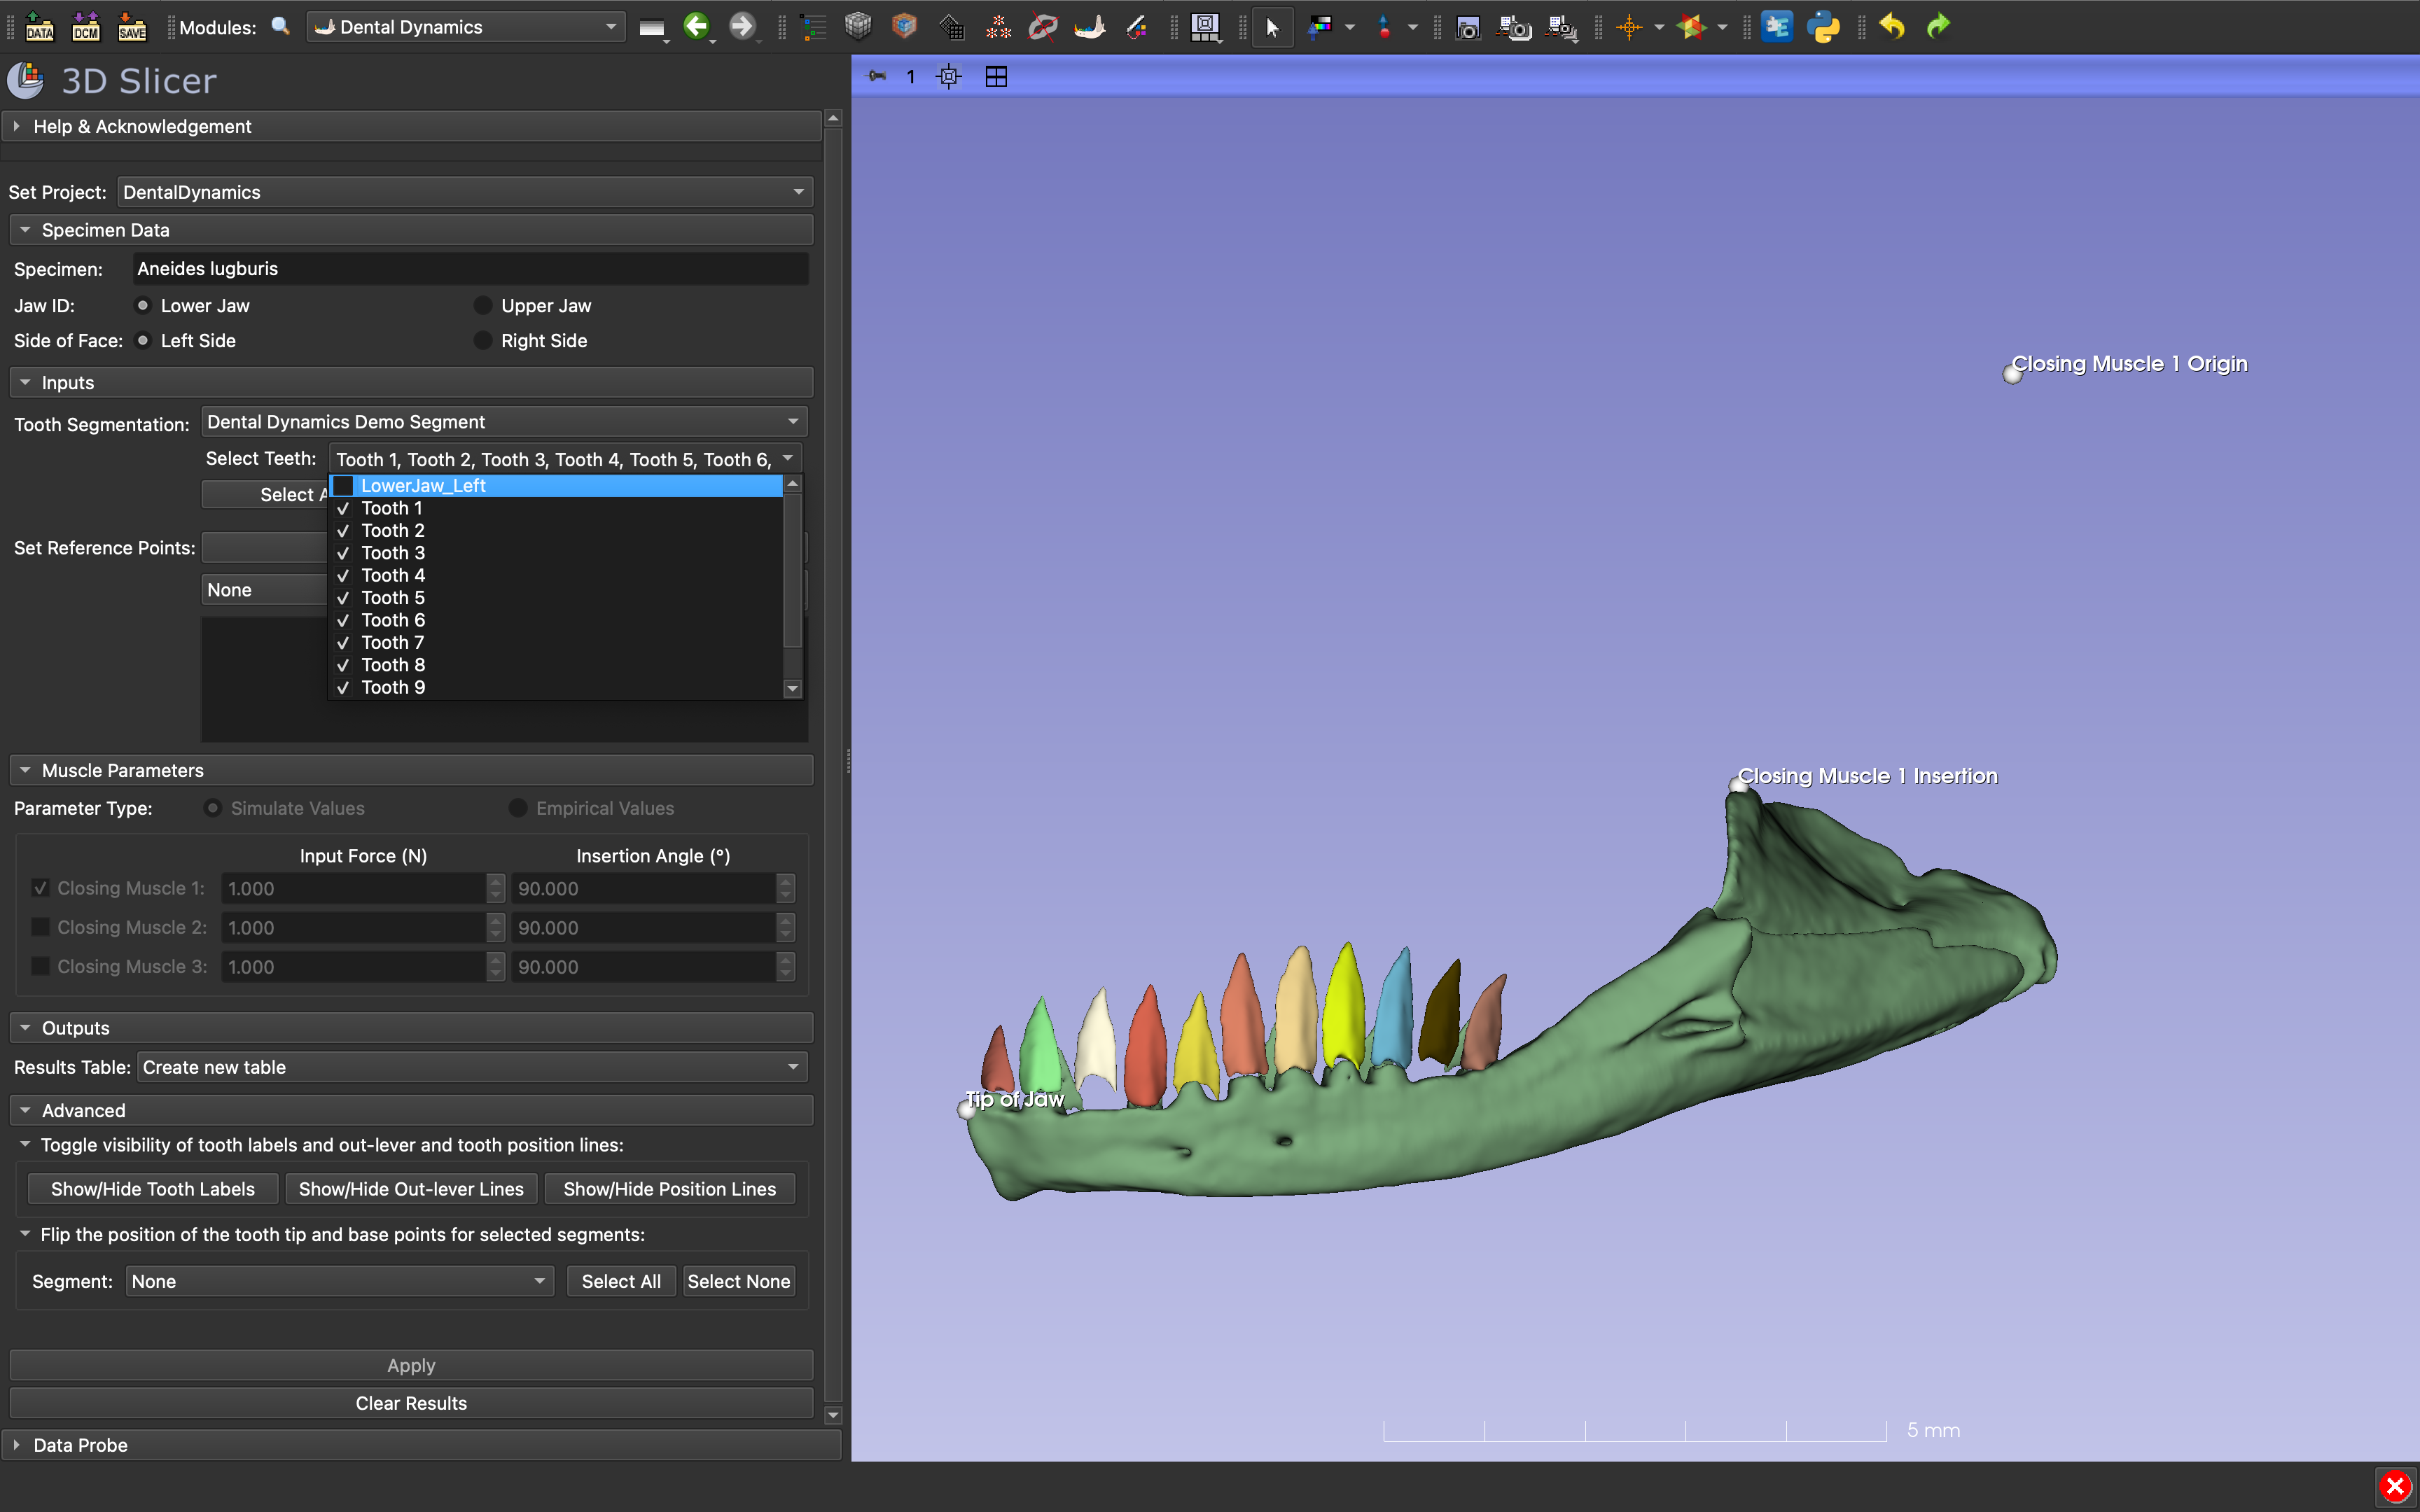 DATA DCM SAVE Modules: Dental Dynamics
3D Slicer
Help & Acknowledgement
Set Project: DentalDynamics
Specimen Data
Specimen: Aneides lugburis
Jaw ID: Lower Jaw Upper Jaw
Side of Face: Left Side Right Side
Inputs
Tooth Segmentation: Dental Dynamics Demo Segment
Select Teeth: Tooth 1, Tooth 2, Tooth 3, Tooth 4, Tooth 5, Tooth 6,
Select A
LowerJaw_Left
Tooth 1
Tooth 2
Tooth 3
Tooth 4
Tooth 5
Tooth 6
Tooth 7
Tooth 8
Tooth 9
Set Reference Points:
None
Muscle Parameters
Parameter Type: Simulate Values Empirical Values
Input Force (N) Insertion Angle (°)
Closing Muscle 1: 1.000 90.000
Closing Muscle 2: 1.000 90.000
Closing Muscle 3: 1.000 90.000
Outputs
Results Table: Create new table
Advanced
Toggle visibility of tooth labels and out-lever and tooth position lines:
Show/Hide Tooth Labels Show/Hide Out-lever Lines Show/Hide Position Lines
Flip the position of the tooth tip and base points for selected segments:
Segment: None Select All Select None
Apply
Clear Results
Data Probe
1
Closing Muscle 1 Origin
Closing Muscle 1 Insertion
Tip of Jaw
5 mm